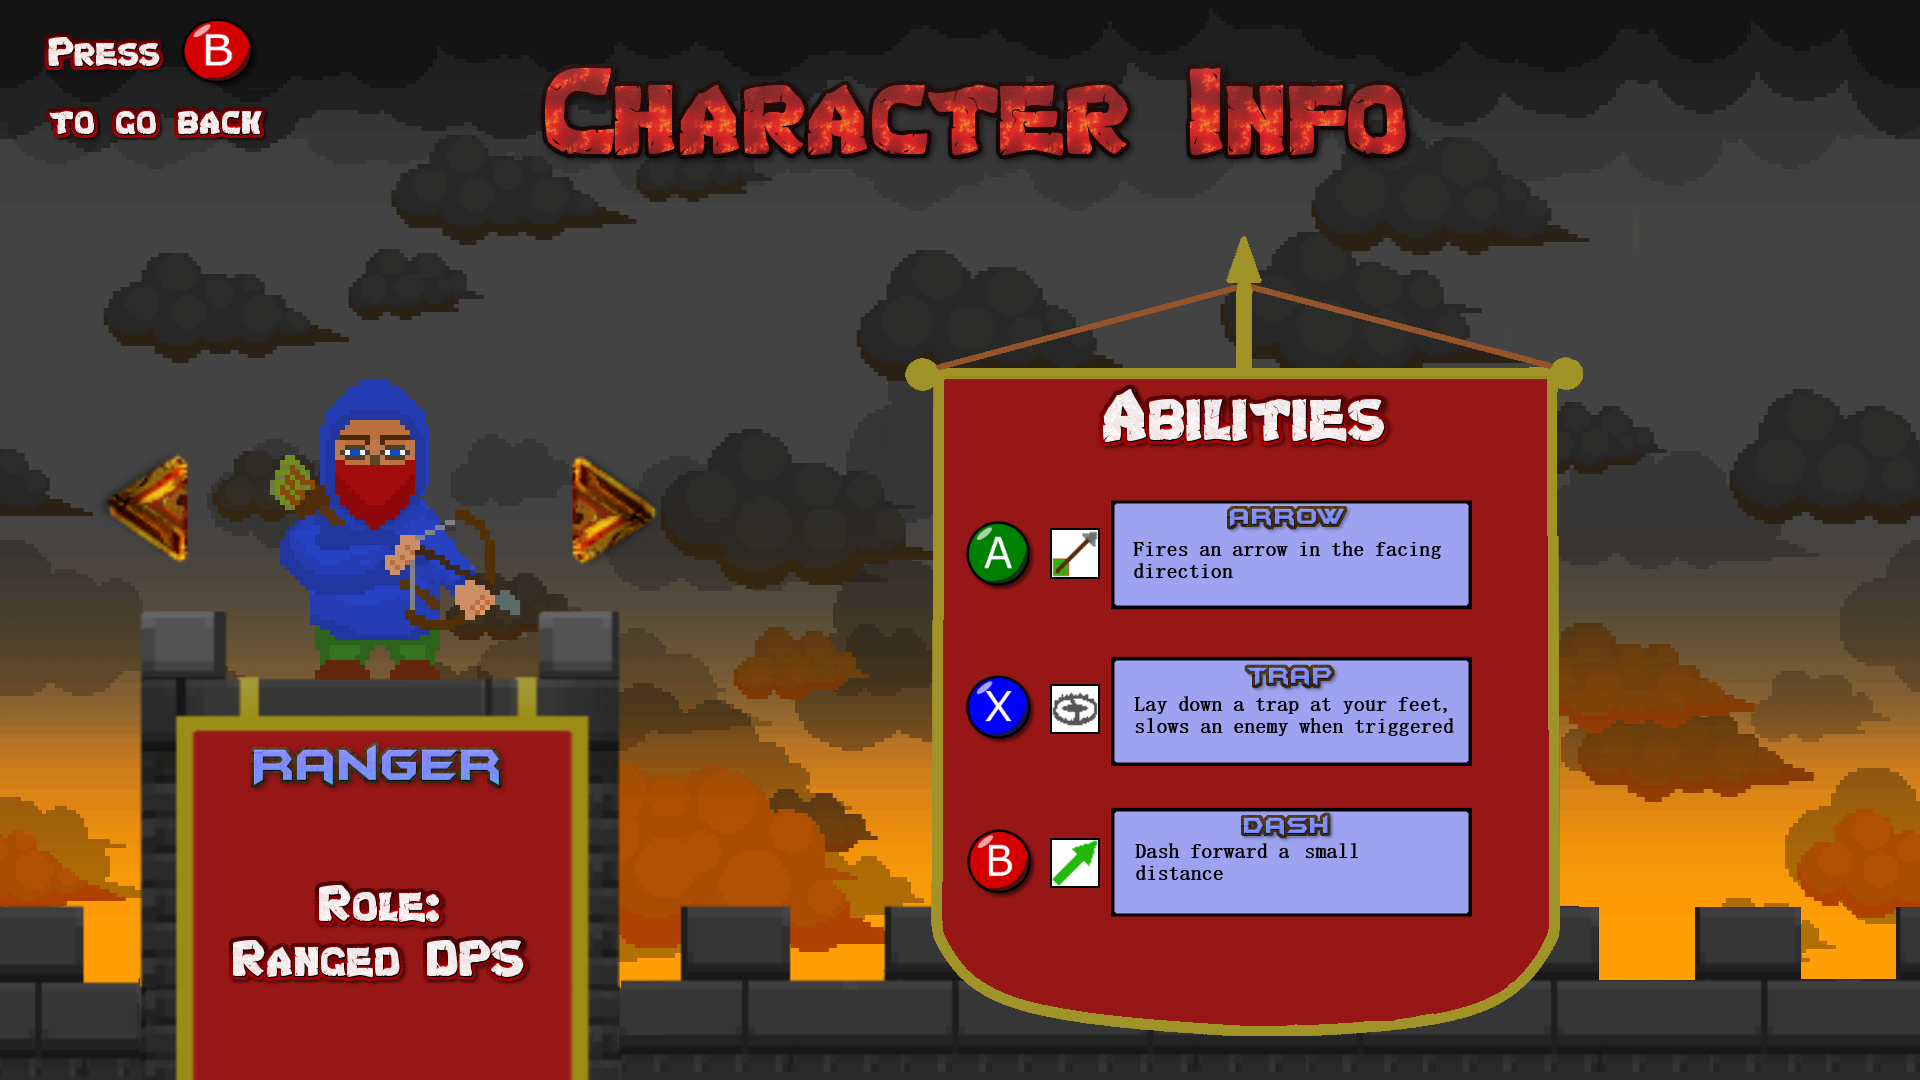 Press B
to go back
Character Info
Ranger
Role:
Ranged DPS
Abilities
A
Arrow
Fires an arrow in the facing
direction
X
Trap
Lay down a trap at your feet,
slows an enemy when triggered
B
Dash
Dash forward a small
distance